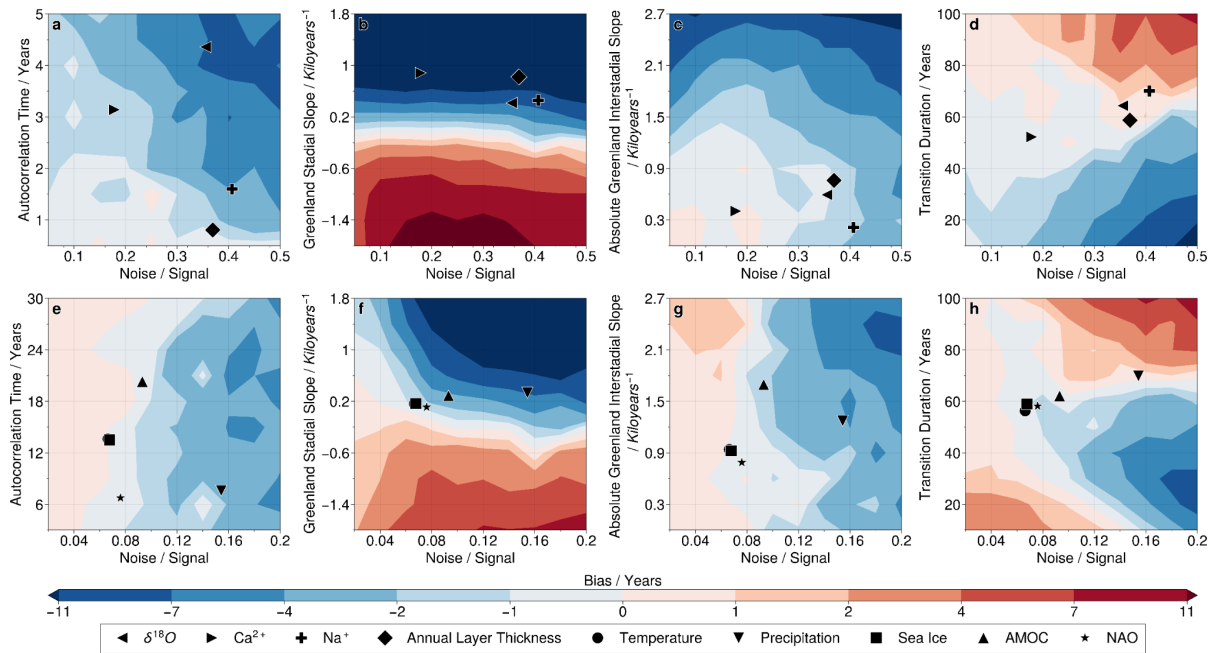 a
Autocorrelation Time / Years
5
4
3
2
1
0.1
0.2
0.3
0.4
0.5
Noise / Signal
b
Greenland Stadial Slope / Kiloyears⁻¹
1.8
1
0.2
−0.6
−1.4
0.1
0.2
0.3
0.4
0.5
Noise / Signal
c
Absolute Greenland Interstadial Slope
/ Kiloyears⁻¹
2.7
2.1
1.5
0.9
0.3
0.1
0.2
0.3
0.4
0.5
Noise / Signal
d
Transition Duration / Years
100
80
60
40
20
0.1
0.2
0.3
0.4
0.5
Noise / Signal
e
Autocorrelation Time / Years
30
24
18
12
6
0.04
0.08
0.12
0.16
0.2
Noise / Signal
f
Greenland Stadial Slope / Kiloyears⁻¹
1.8
1
0.2
−0.6
−1.4
0.04
0.08
0.12
0.16
0.2
Noise / Signal
g
Absolute Greenland Interstadial Slope
/ Kiloyears⁻¹
2.7
2.1
1.5
0.9
0.3
0.04
0.08
0.12
0.16
0.2
Noise / Signal
h
Transition Duration / Years
100
80
60
40
20
0.04
0.08
0.12
0.16
0.2
Noise / Signal
Bias / Years
−11 −7 −4 −2 −1 0 1 2 4 7 11
δ¹⁸O Ca²⁺ Na⁺ Annual Layer Thickness Temperature Precipitation Sea Ice AMOC NAO